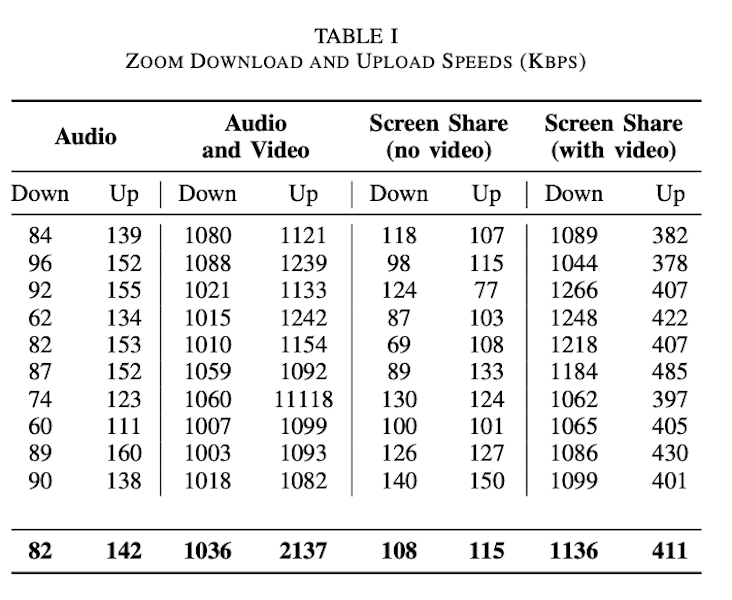 TABLE I
ZOOM DOWNLOAD AND UPLOAD SPEEDS (KBPS)
Audio Audio and Video Screen Share (no video) Screen Share (with video)
Down Up Down Up Down Up Down Up
84 139 1080 1121 118 107 1089 382
96 152 1088 1239 98 115 1044 378
92 155 1021 1133 124 77 1266 407
62 134 1015 1242 87 103 1248 422
82 153 1010 1154 69 108 1218 407
87 152 1059 1092 89 133 1184 485
74 123 1060 11118 130 124 1062 397
60 111 1007 1099 100 101 1065 405
89 160 1003 1093 126 127 1086 430
90 138 1018 1082 140 150 1099 401
82 142 1036 2137 108 115 1136 411